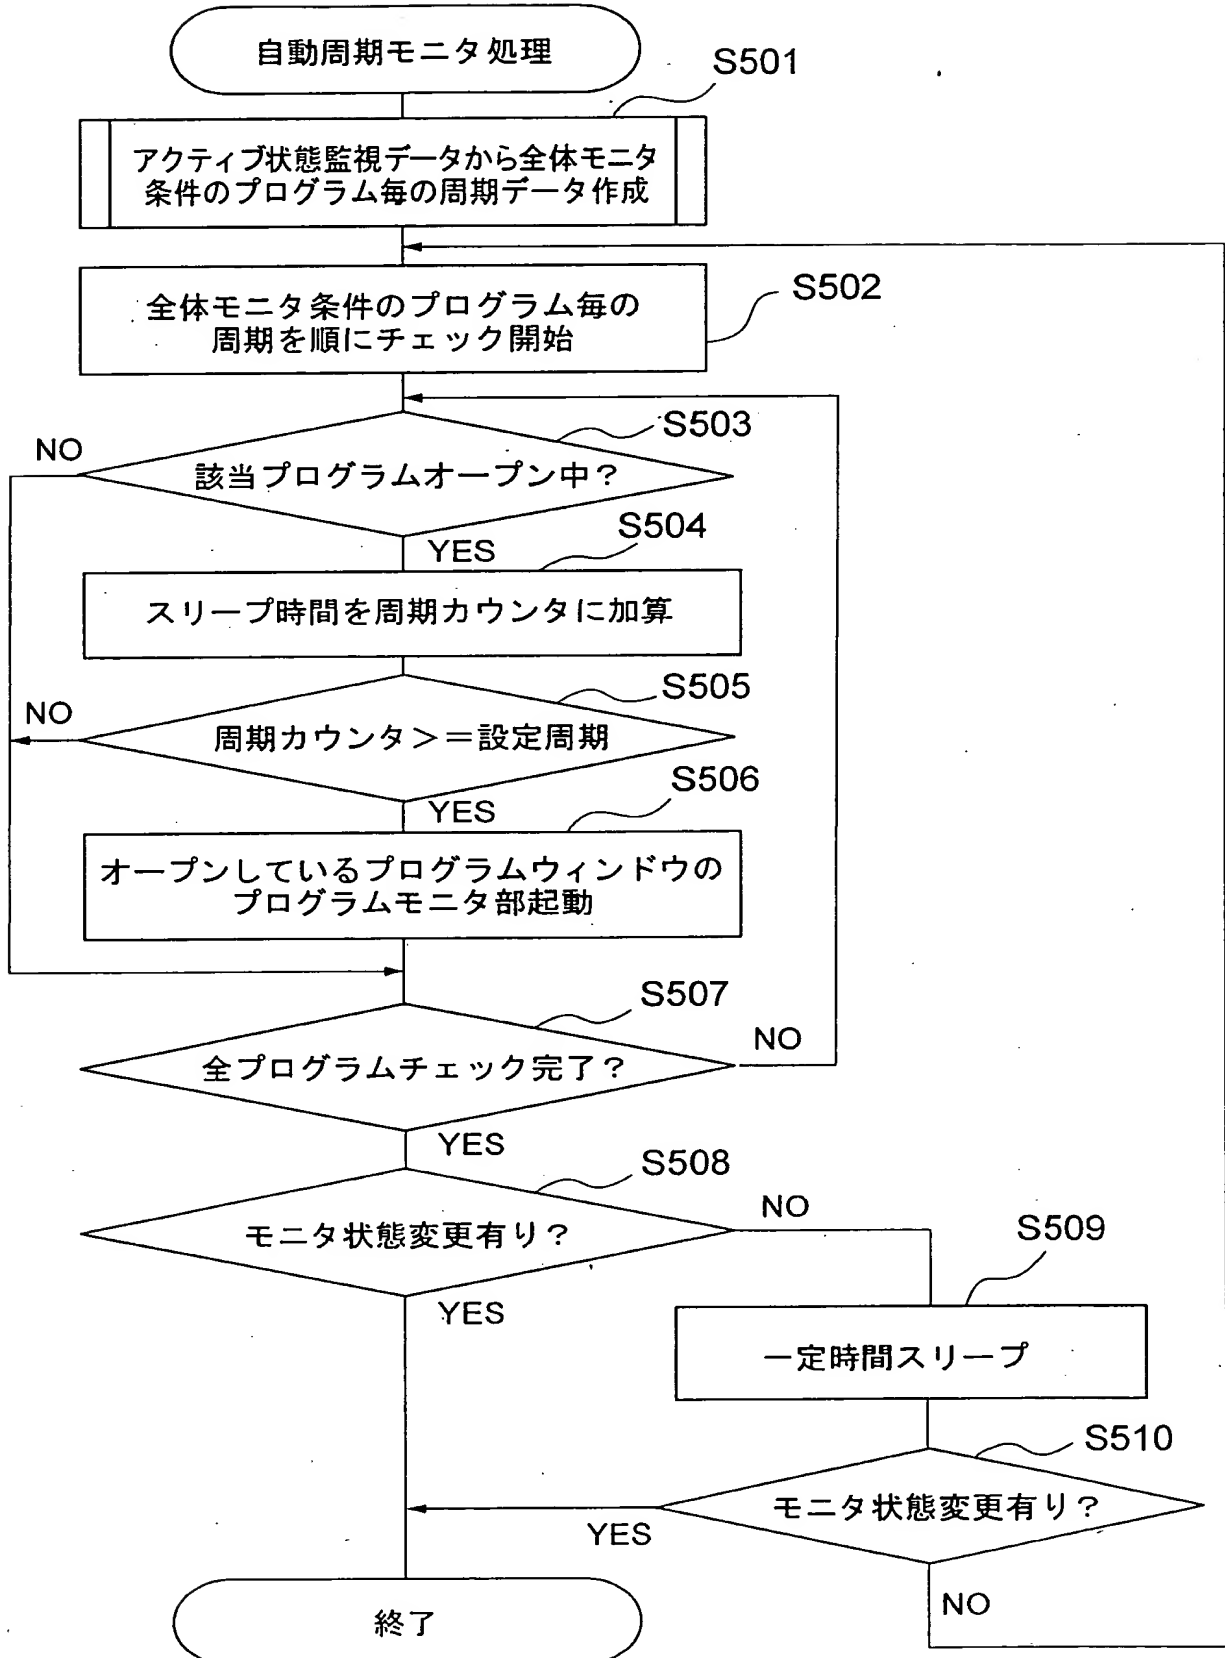 自動周期モニタ処理
S501
アクティブ状態監視データから全体モニタ
条件のプログラム毎の周期データ作成
S502
全体モニタ条件のプログラム毎の
周期を順にチェック開始
S503
NO
該当プログラムオープン中?
S504
YES
スリープ時間を周期カウンタに加算
S505
NO
周期カウンタ>=設定周期
S506
YES
オープンしているプログラムウィンドウの
プログラムモニタ部起動
S507
NO
全プログラムチェック完了?
YES
S508
NO
モニタ状態変更有り?
S509
YES
一定時間スリープ
S510
モニタ状態変更有り?
YES
NO
終了